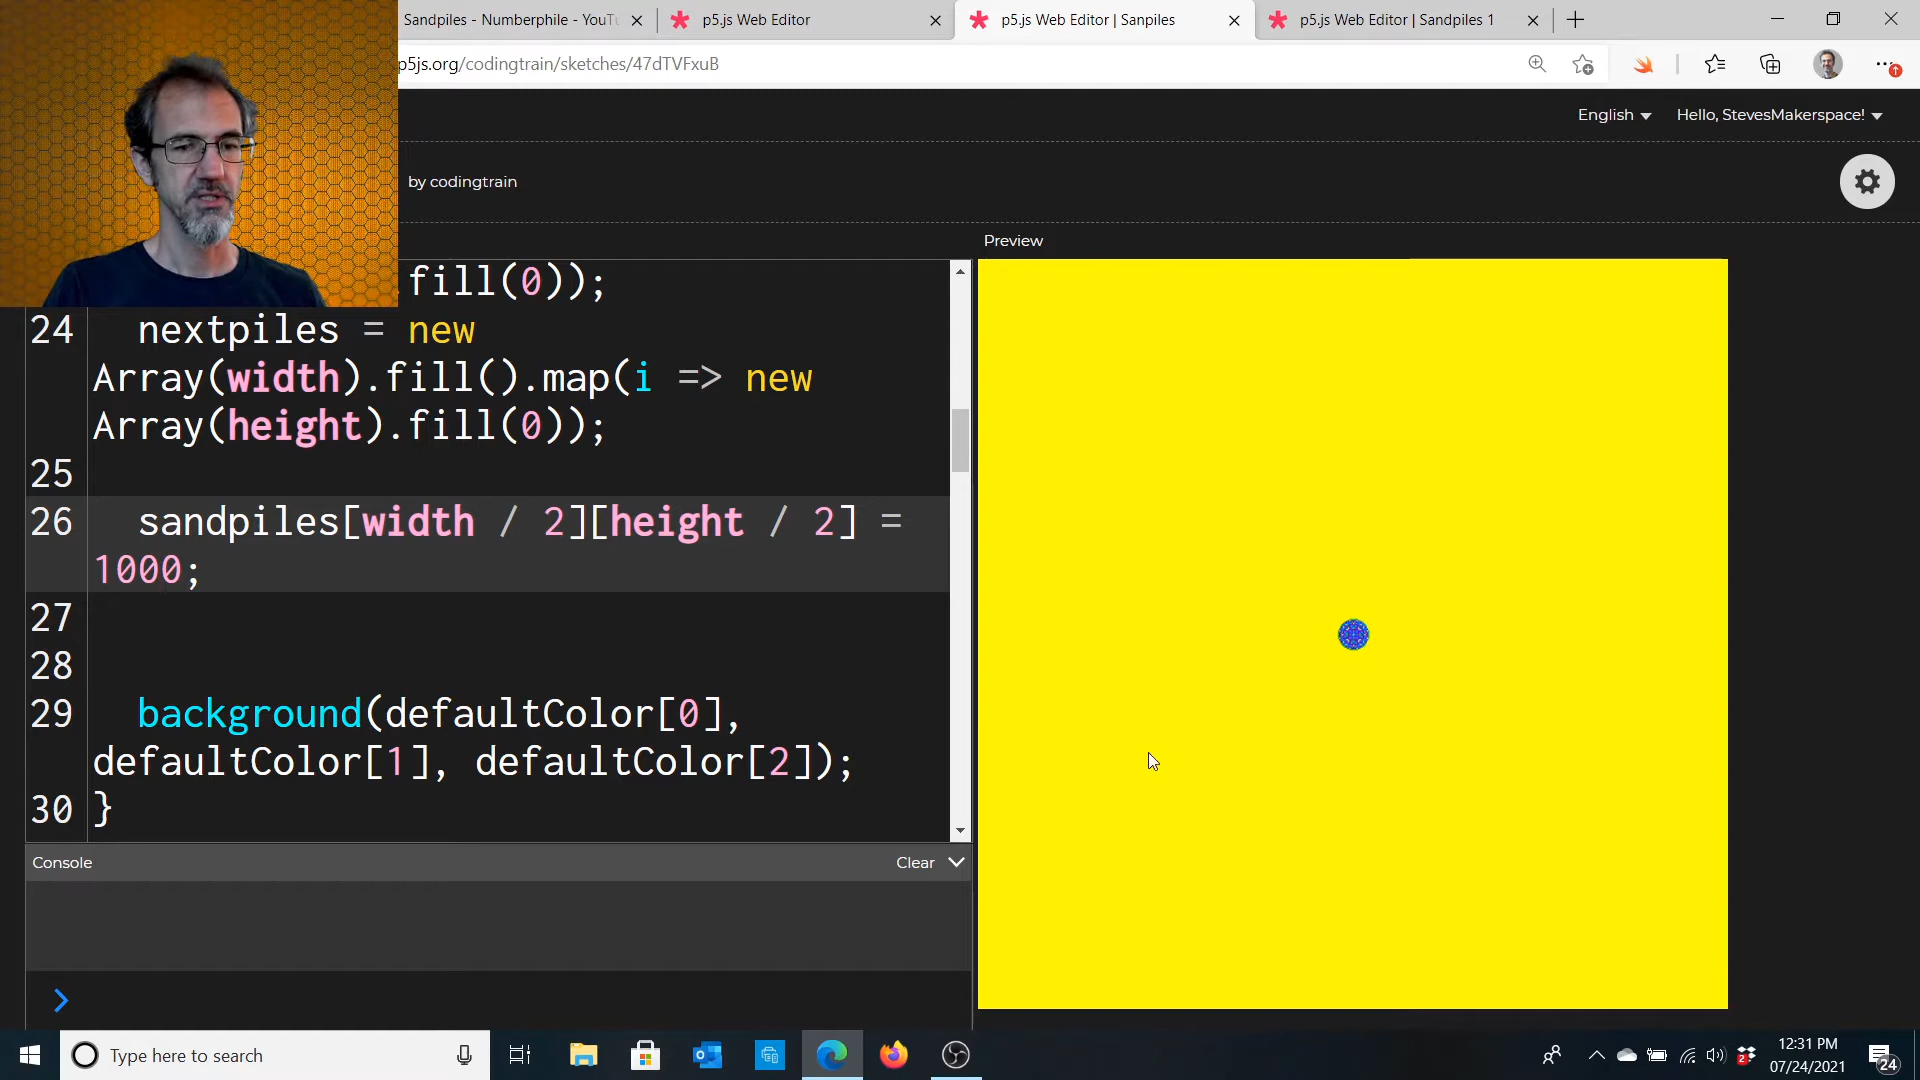 Sandpiles - Numberphile - YouTu
p5.js Web Editor
p5.js Web Editor | Sanpiles
p5.js Web Editor | Sandpiles 1
p5js.org/codingtrain/sketches/47dTVFxuB
English
Hello, StevesMakerspace!
by codingtrain
Preview
.fill(0));
24 nextpiles = new
Array(width).fill().map(i => new
Array(height).fill(0));
25
26 sandpiles[width / 2][height / 2] =
1000;
27
28
29 background(defaultColor[0],
defaultColor[1], defaultColor[2]);
30 }
Console
Clear
>
Type here to search
2
12:31 PM
07/24/2021
24